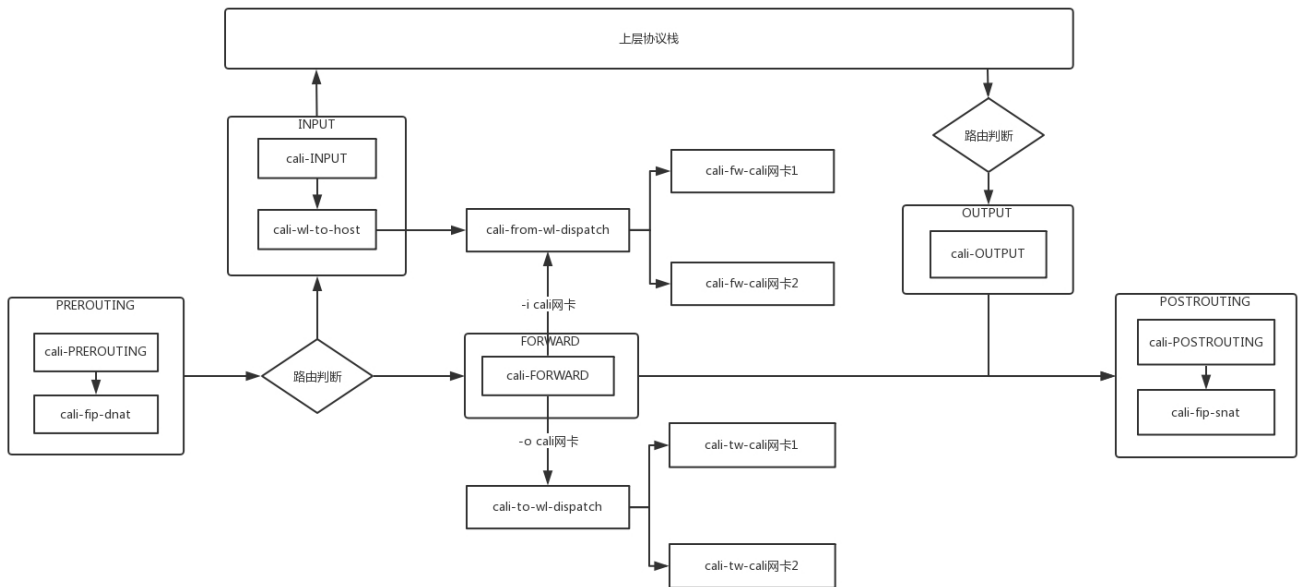 上层协议栈
INPUT
cali-INPUT
cali-wl-to-host
cali-from-wl-dispatch
cali-fw-cali网卡1
cali-fw-cali网卡2
路由判断
OUTPUT
cali-OUTPUT
PREROUTING
cali-PREROUTING
cali-fip-dnat
路由判断
-i cali网卡
FORWARD
cali-FORWARD
-o cali网卡
cali-to-wl-dispatch
cali-tw-cali网卡1
cali-tw-cali网卡2
POSTROUTING
cali-POSTROUTING
cali-fip-snat